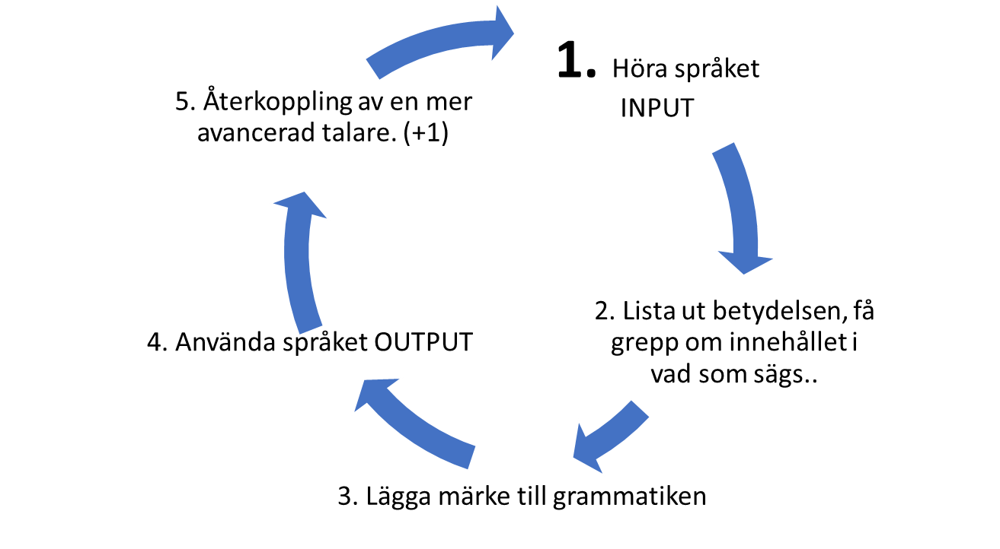 1. Höra språket
INPUT
2. Lista ut betydelsen, få
grepp om innehållet i
vad som sägs..
3. Lägga märke till grammatiken
4. Använda språket OUTPUT
5. Återkoppling av en mer
avancerad talare. (+1)